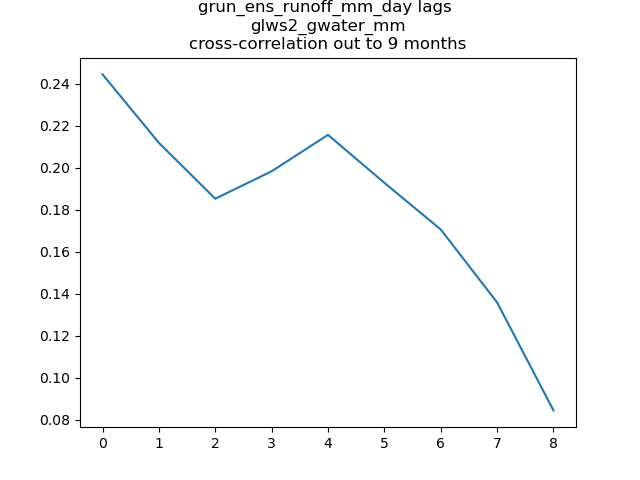 grun_ens_runoff_mm_day lags
glws2_gwater_mm
cross-correlation out to 9 months
0.24
0.22
0.20
0.18
0.16
0.14
0.12
0.10
0.08
0 1 2 3 4 5 6 7 8